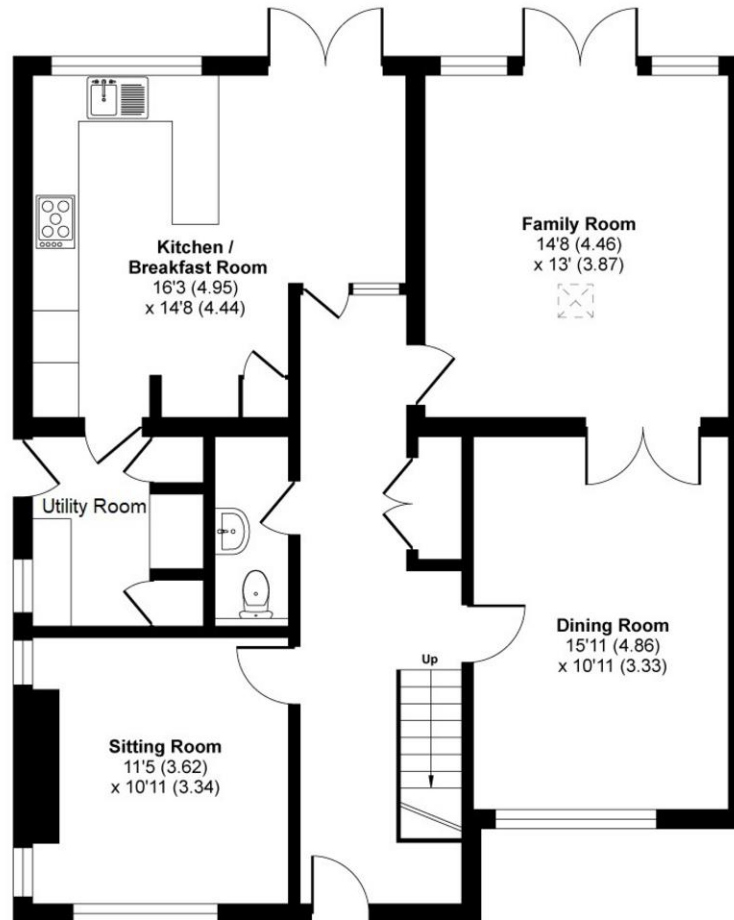 Kitchen /
Breakfast Room
16'3 (4.95)
x 14'8 (4.44)
Family Room
14'8 (4.46)
x 13' (3.87)
Utility Room
Dining Room
15'11 (4.86)
x 10'11 (3.33)
Up
Sitting Room
11'5 (3.62)
x 10'11 (3.34)